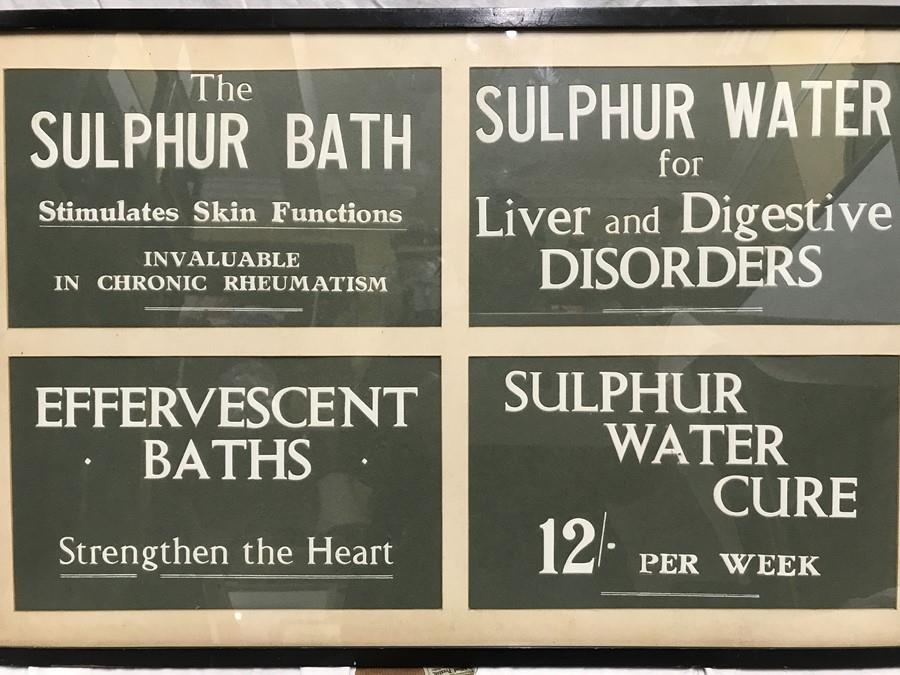 The
SULPHUR BATH
Stimulates Skin Functions
INVALUABLE
IN CHRONIC RHEUMATISM
SULPHUR WATER
for
Liver and Digestive
DISORDERS
EFFERVESCENT
· BATHS ·
Strengthen the Heart
SULPHUR
WATER
CURE
12/- PER WEEK